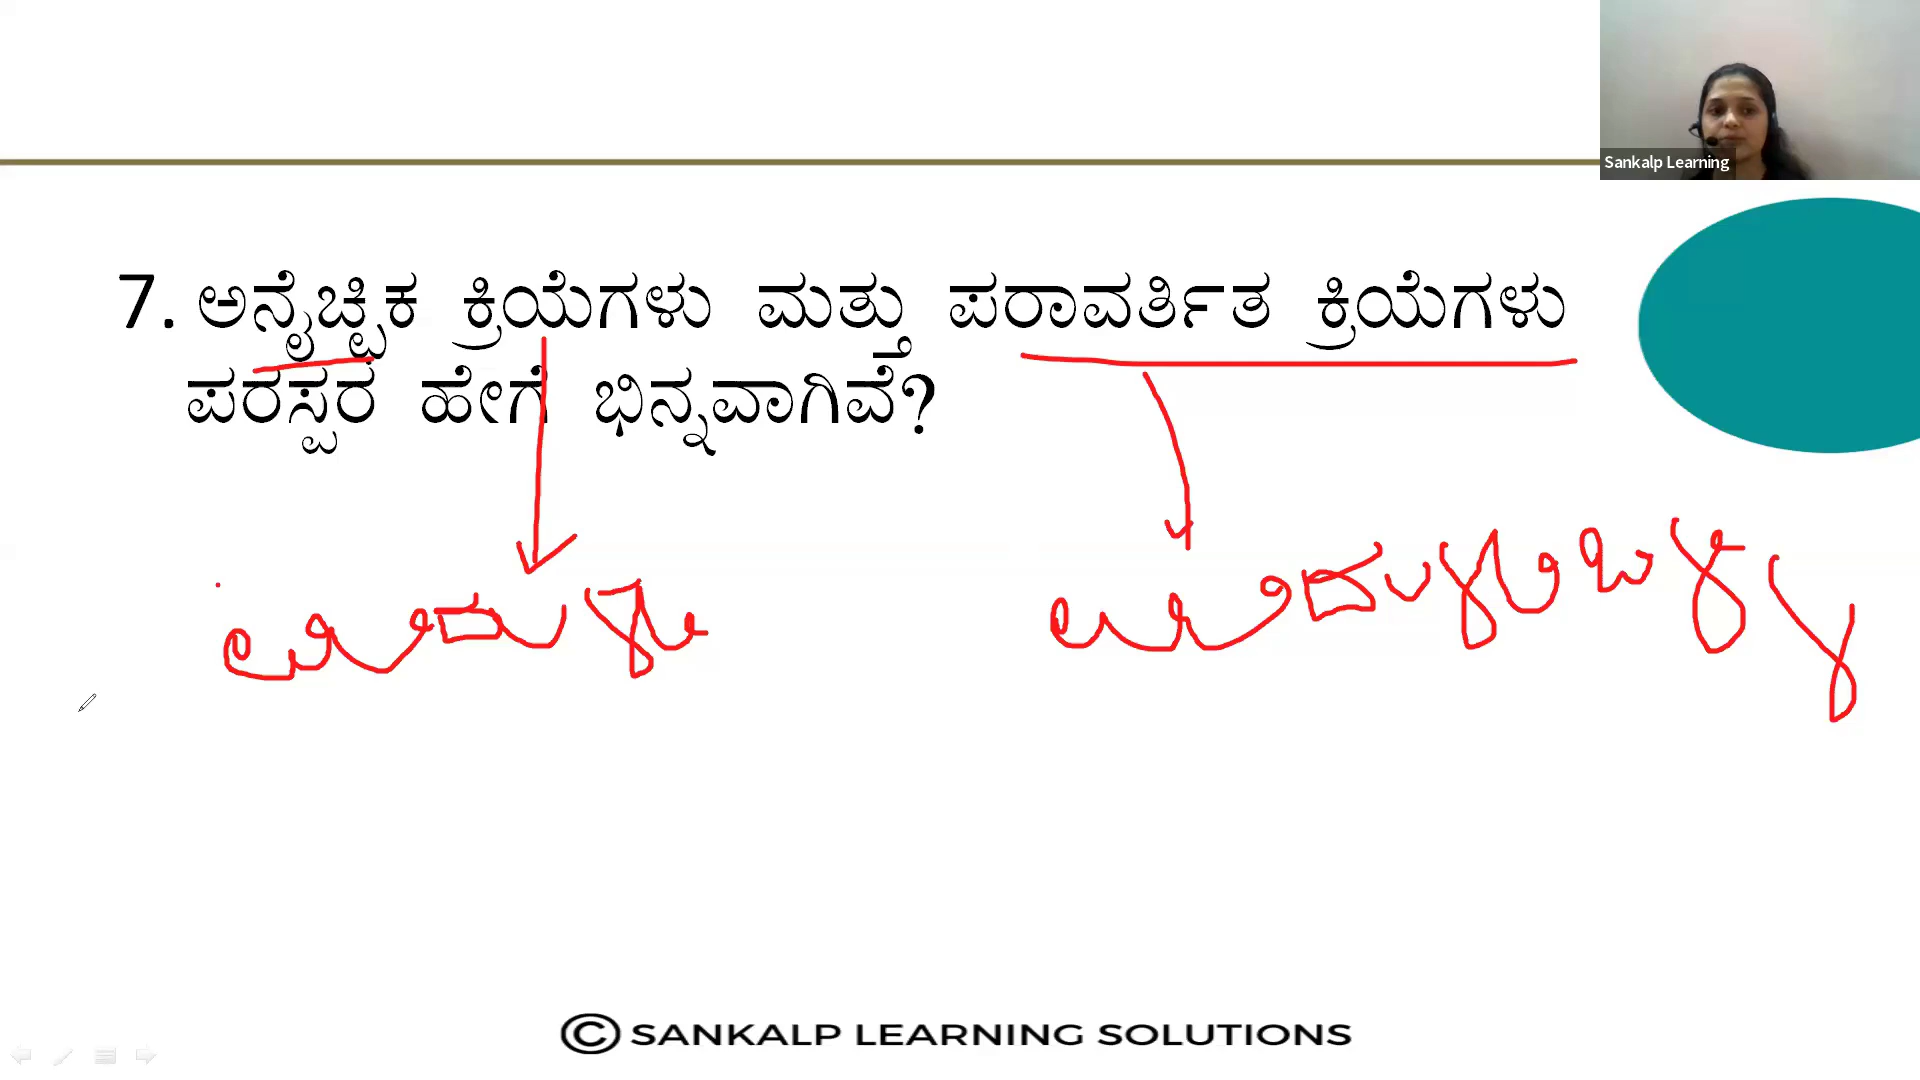 Sankalp Learning
7. ಅನೈಚ್ಛಿಕ ಕ್ರಿಯೆಗಳು ಮತ್ತು ಪರಾವರ್ತಿತ ಕ್ರಿಯೆಗಳು
ಪರಸ್ಪರ ಹೇಗೆ ಭಿನ್ನವಾಗಿವೆ?
© SANKALP LEARNING SOLUTIONS